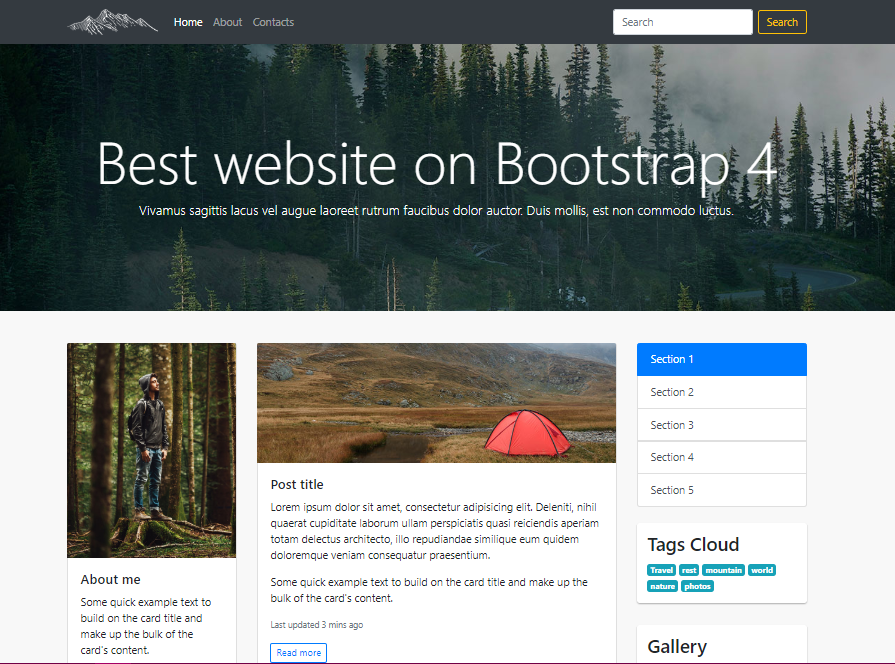 Home About Contacts Search Search
Best website on Bootstrap 4
Vivamus sagittis lacus vel augue laoreet rutrum faucibus dolor auctor. Duis mollis, est non commodo luctus.
About me
Some quick example text to
build on the card title and
make up the bulk of the
card's content.
Post title
Lorem ipsum dolor sit amet, consectetur adipisicing elit. Deleniti, nihil
quaerat cupiditate laborum ullam perspiciatis quasi reiciendis aperiam
totam delectus architecto, illo repudiandae similique eum quidem
doloremque veniam consequatur praesentium.
Some quick example text to build on the card title and make up the
bulk of the card's content.
Last updated 3 mins ago
Read more
Section 1
Section 2
Section 3
Section 4
Section 5
Tags Cloud
Travel rest mountain world
nature photos
Gallery